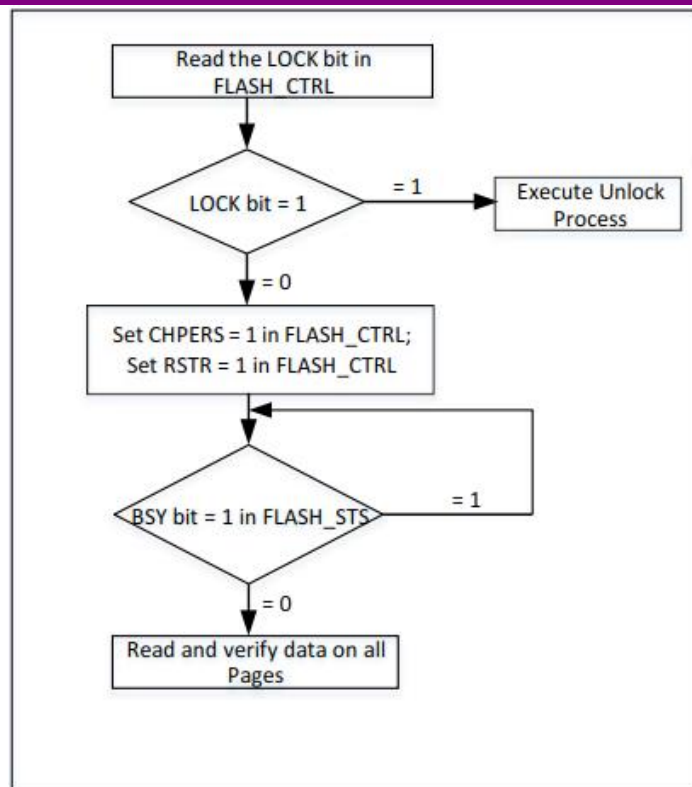 Read the LOCK bit in
FLASH_CTRL
LOCK bit = 1
= 1
Execute Unlock
Process
= 0
Set CHPERS = 1 in FLASH_CTRL;
Set RSTR = 1 in FLASH_CTRL
BSY bit = 1 in FLASH_STS
= 1
= 0
Read and verify data on all
Pages